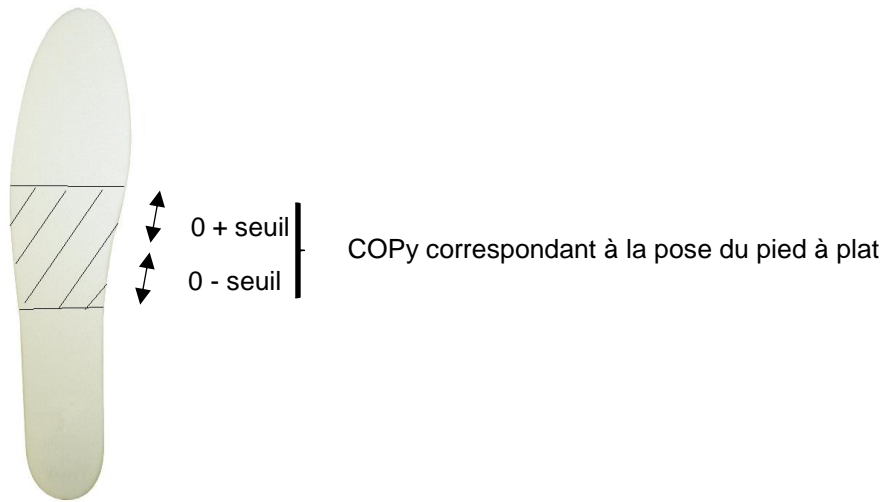 0 + seuil
COPy correspondant à la pose du pied à plat
0 - seuil